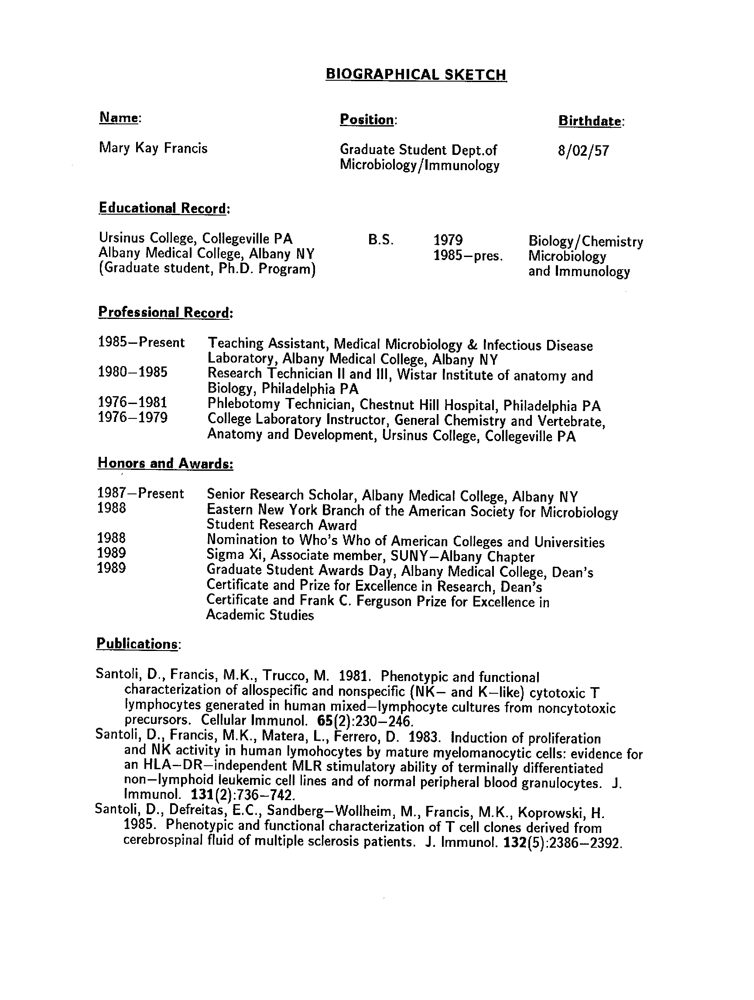 BIOGRAPHICAL SKETCH
Name: Position: Birthdate:
Mary Kay Francis Graduate Student Dept.of 8/02/57
Microbiology/Immunology
Educational Record:
Ursinus College, Collegeville PA B.S. 1979 Biology/Chemistry
Albany Medical College, Albany NY 1985—pres. Microbiology
(Graduate student, Ph.D. Program) and Immunology
Professional Record:
1985—Present Teaching Assistant, Medical Microbiology & Infectious Disease
Laboratory, Albany Medical College, Albany NY
1980—1985 Research Technician II and III, Wistar Institute of anatomy and
Biology, Philadelphia PA
1976—1981 Phlebotomy Technician, Chestnut Hill Hospital, Philadelphia PA
1976—1979 College Laboratory Instructor, General Chemistry and Vertebrate,
Anatomy and Development, Ursinus College, Collegeville PA
Honors and Awards:
1987—Present Senior Research Scholar, Albany Medical College, Albany NY
1988 Eastern New York Branch of the American Society for Microbiology
Student Research Award
1988 Nomination to Who's Who of American Colleges and Universities
1989 Sigma Xi, Associate member, SUNY—Albany Chapter
1989 Graduate Student Awards Day, Albany Medical College, Dean's
Certificate and Prize for Excellence in Research, Dean's
Certificate and Frank C. Ferguson Prize for Excellence in
Academic Studies
Publications:
Santoli, D., Francis, M.K., Trucco, M. 1981. Phenotypic and functional
characterization of allospecific and nonspecific (NK— and K—like) cytotoxic T
lymphocytes generated in human mixed—lymphocyte cultures from noncytotoxic
precursors. Cellular Immunol. 65(2):230—246.
Santoli, D., Francis, M.K., Matera, L., Ferrero, D. 1983. Induction of proliferation
and NK activity in human lymohocytes by mature myelomanocytic cells: evidence for
an HLA—DR—independent MLR stimulatory ability of terminally differentiated
non—lymphoid leukemic cell lines and of normal peripheral blood granulocytes. J.
Immunol. 131(2):736—742.
Santoli, D., Defreitas, E.C., Sandberg—Wollheim, M., Francis, M.K., Koprowski, H.
1985. Phenotypic and functional characterization of T cell clones derived from
cerebrospinal fluid of multiple sclerosis patients. J. Immunol. 132(5):2386—2392.